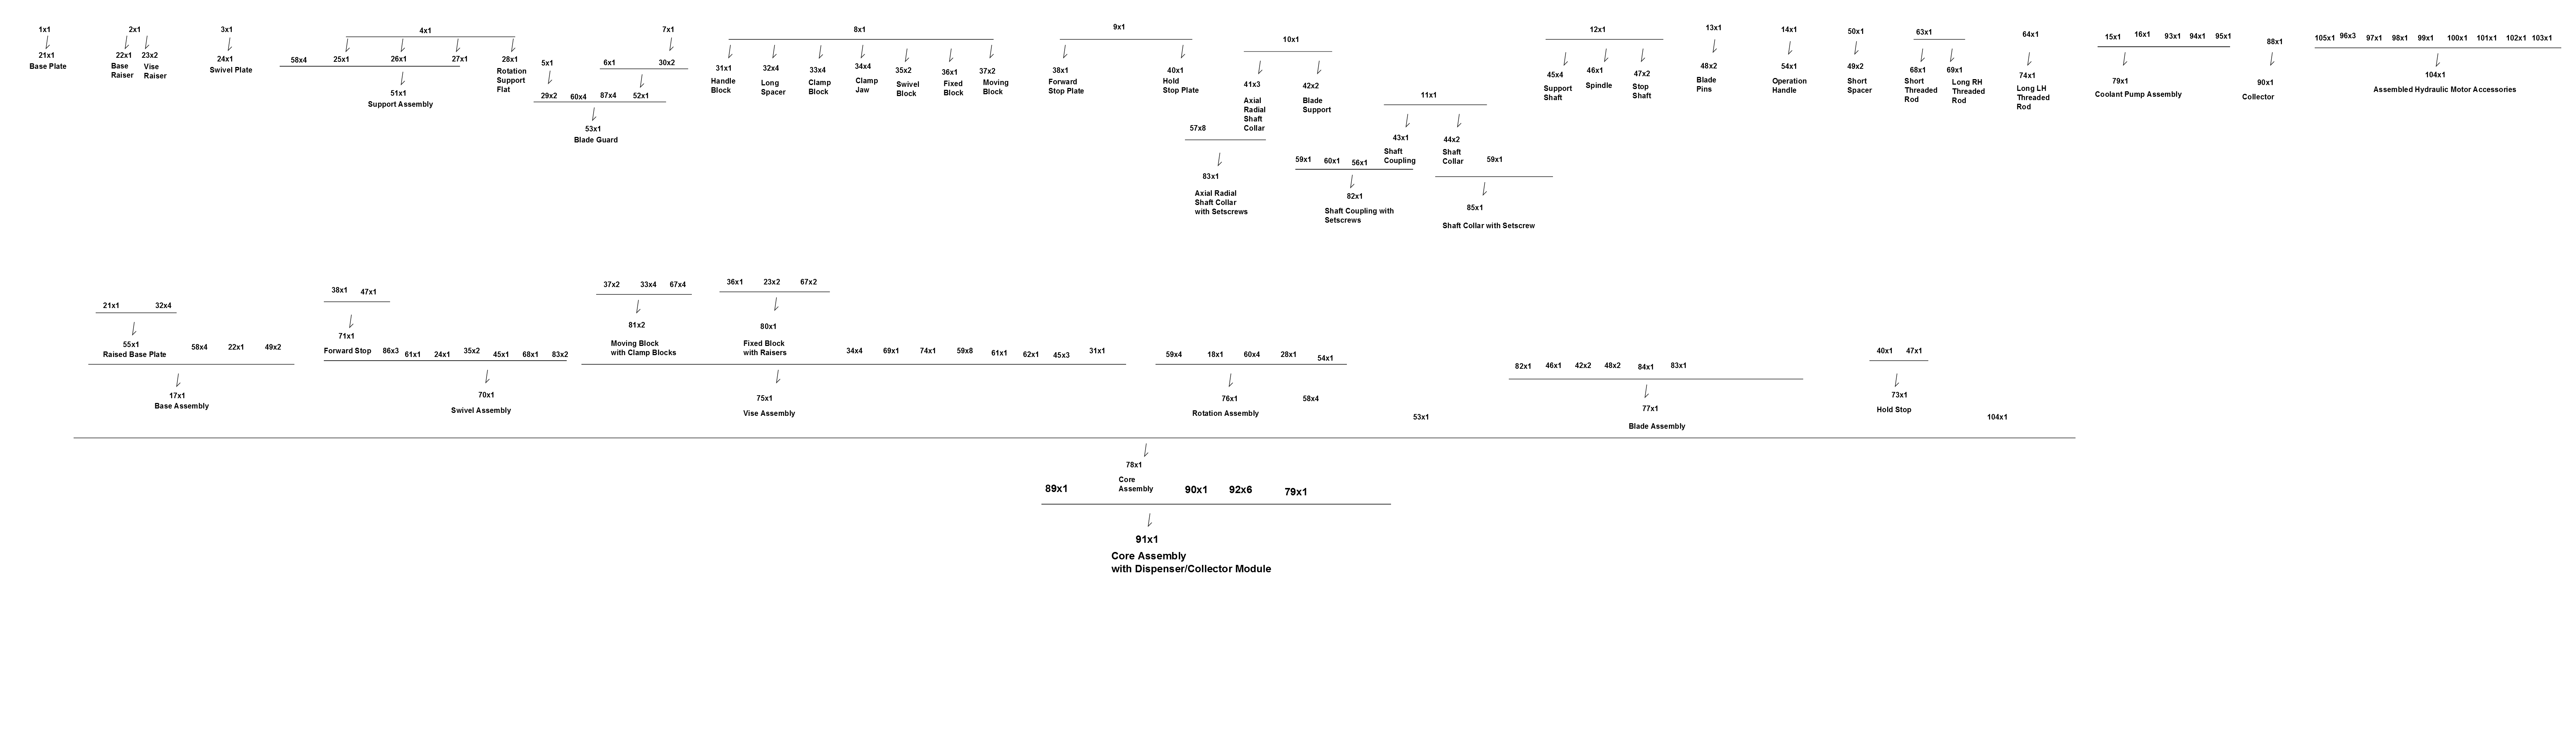 1x1
21x1
Base Plate
2x1
22x1
Base
Raiser
23x2
Vise
Raiser
3x1
24x1
Swivel Plate
4x1
58x4
25x1
26x1
27x1
28x1
Rotation
Support
Flat
51x1
Support Assembly
5x1
7x1
6x1
30x2
29x2
60x4
87x4
52x1
53x1
Blade Guard
8x1
31x1
Handle
Block
32x4
Long
Spacer
33x4
Clamp
Block
34x4
Clamp
Jaw
35x2
Swivel
Block
36x1
Fixed
Block
37x2
Moving
Block
9x1
38x1
Forward
Stop Plate
40x1
Hold
Stop Plate
10x1
41x3
Axial
Radial
Shaft
Collar
42x2
Blade
Support
57x8
83x1
Axial Radial
Shaft Collar
with Setscrews
11x1
43x1
Shaft
Coupling
44x2
Shaft
Collar
59x1
60x1
56x1
82x1
Shaft Coupling with
Setscrews
59x1
85x1
Shaft Collar with Setscrew
12x1
45x4
Support
Shaft
46x1
Spindle
47x2
Stop
Shaft
13x1
48x2
Blade
Pins
14x1
54x1
Operation
Handle
50x1
49x2
Short
Spacer
63x1
68x1
Short
Threaded
Rod
69x1
Long RH
Threaded
Rod
64x1
74x1
Long LH
Threaded
Rod
15x1
16x1
93x1
94x1
95x1
79x1
Coolant Pump Assembly
88x1
90x1
Collector
105x1
96x3
97x1
98x1
99x1
100x1
101x1
102x1
103x1
104x1
Assembled Hydraulic Motor Accessories
21x1
32x4
55x1
Raised Base Plate
58x4
22x1
49x2
17x1
Base Assembly
38x1
47x1
71x1
Forward Stop
86x3
61x1
24x1
35x2
45x1
68x1
83x2
70x1
Swivel Assembly
37x2
33x4
67x4
81x2
Moving Block
with Clamp Blocks
36x1
23x2
67x2
80x1
Fixed Block
with Raisers
34x4
69x1
74x1
59x8
61x1
62x1
45x3
31x1
75x1
Vise Assembly
59x4
18x1
60x4
28x1
54x1
76x1
Rotation Assembly
58x4
53x1
82x1
46x1
42x2
48x2
84x1
83x1
77x1
Blade Assembly
40x1
47x1
73x1
Hold Stop
104x1
78x1
Core
Assembly
89x1
90x1
92x6
79x1
91x1
Core Assembly
with Dispenser/Collector Module